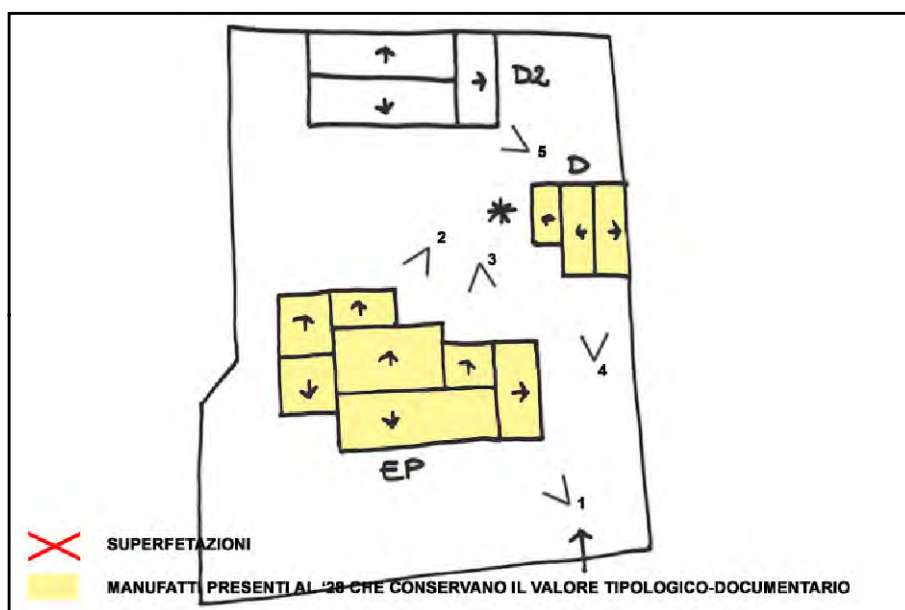 D2
5
D
2
3
4
EP
1
SUPERFETAZIONI
MANUFATTI PRESENTI AL '28 CHE CONSERVANO IL VALORE TIPOLOGICO-DOCUMENTARIO